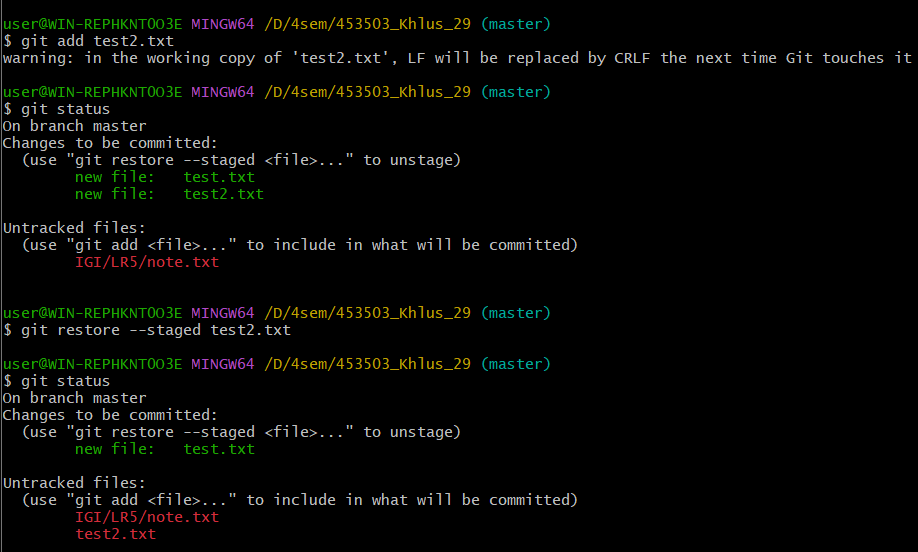 user@WIN-REPHKNT0O3E MINGW64 /D/4sem/453503_Khlus_29 (master)
$ git add test2.txt
warning: in the working copy of 'test2.txt', LF will be replaced by CRLF the next time Git touches it
user@WIN-REPHKNT0O3E MINGW64 /D/4sem/453503_Khlus_29 (master)
$ git status
On branch master
Changes to be committed:
  (use "git restore --staged <file>..." to unstage)
        new file:   test.txt
        new file:   test2.txt
Untracked files:
  (use "git add <file>..." to include in what will be committed)
        IGI/LR5/note.txt
user@WIN-REPHKNT0O3E MINGW64 /D/4sem/453503_Khlus_29 (master)
$ git restore --staged test2.txt
user@WIN-REPHKNT0O3E MINGW64 /D/4sem/453503_Khlus_29 (master)
$ git status
On branch master
Changes to be committed:
  (use "git restore --staged <file>..." to unstage)
        new file:   test.txt
Untracked files:
  (use "git add <file>..." to include in what will be committed)
        IGI/LR5/note.txt
        test2.txt